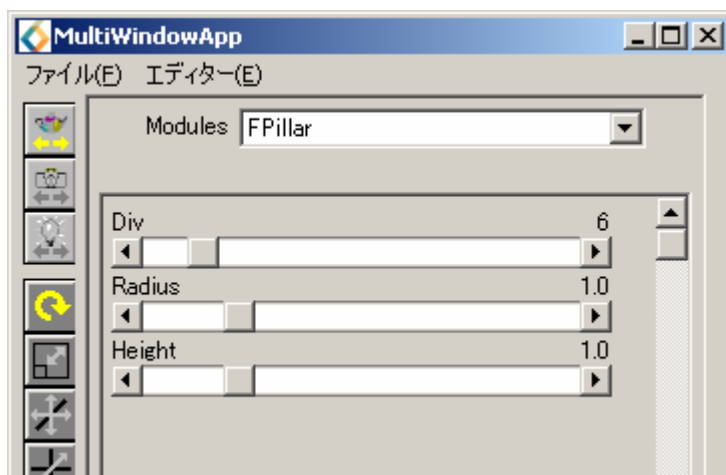 MultiWindowApp
ファイル(F) エディター(E)
Modules FPillar
Div 6
Radius 1.0
Height 1.0